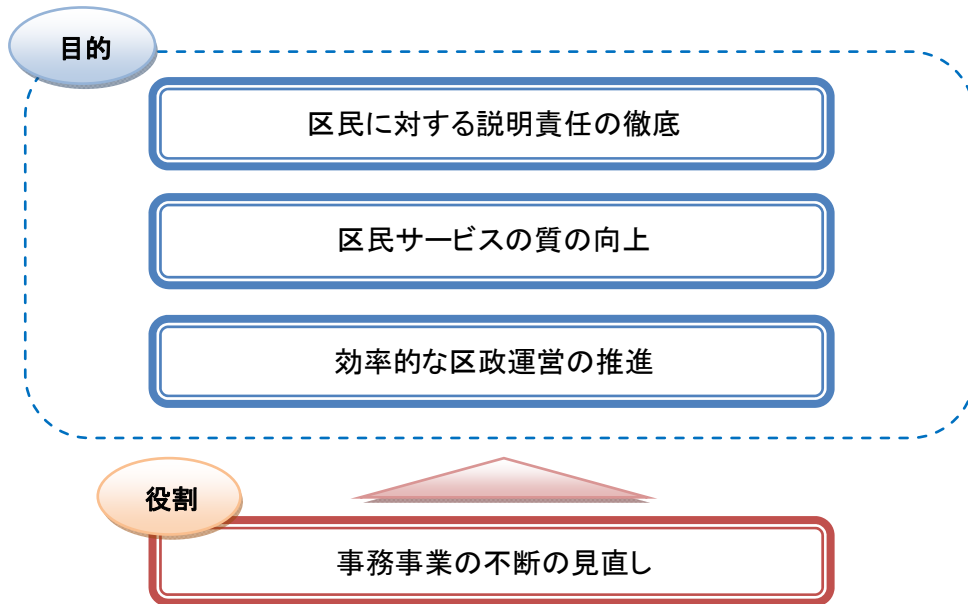 目的
区民に対する説明責任の徹底
区民サービスの質の向上
効率的な区政運営の推進
役割
事務事業の不断の見直し